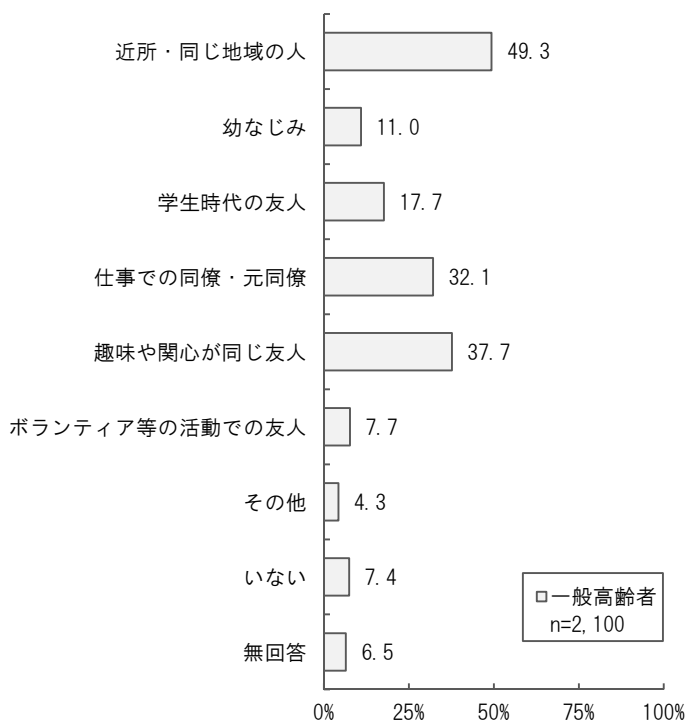 近所・同じ地域の人 49.3
幼なじみ 11.0
学生時代の友人 17.7
仕事での同僚・元同僚 32.1
趣味や関心が同じ友人 37.7
ボランティア等の活動での友人 7.7
その他 4.3
いない 7.4
無回答 6.5
一般高齢者
n=2,100
0% 25% 50% 75% 100%